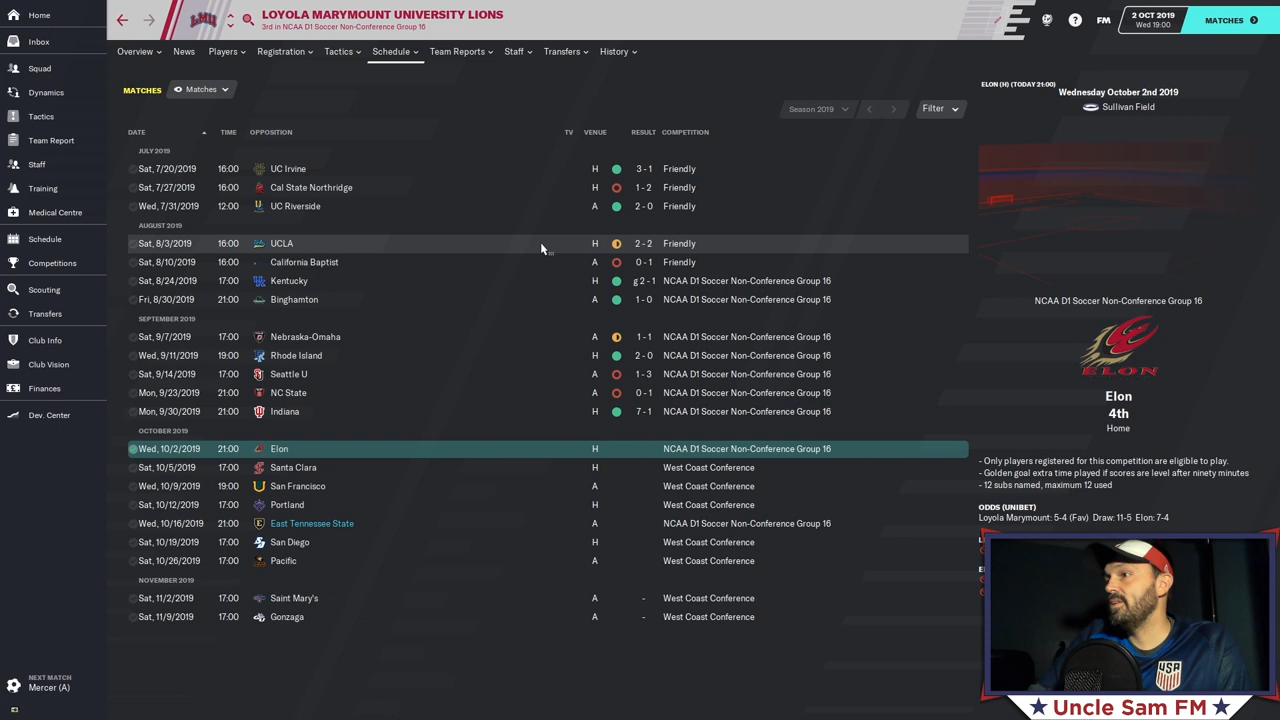 Home
Inbox
Squad
Dynamics
Tactics
Team Report
Staff
Training
Medical Centre
Schedule
Competitions
Scouting
Transfers
Club Info
Club Vision
Finances
Dev. Center
NEXT MATCH
Mercer (A)
LMU
LOYOLA MARYMOUNT UNIVERSITY LIONS
3rd in NCAA D1 Soccer Non-Conference Group 16
? FM
2 OCT 2019
Wed 19:00
MATCHES
Overview News Players Registration Tactics Schedule Team Reports Staff Transfers History
MATCHES Matches
Season 2019 Filter
DATE TIME OPPOSITION TV VENUE RESULT COMPETITION
JULY 2019
Sat, 7/20/2019 16:00 UC Irvine H 3 - 1 Friendly
Sat, 7/27/2019 16:00 Cal State Northridge H 1 - 2 Friendly
Wed, 7/31/2019 12:00 UC Riverside A 2 - 0 Friendly
AUGUST 2019
Sat, 8/3/2019 16:00 UCLA H 2 - 2 Friendly
Sat, 8/10/2019 16:00 California Baptist A 0 - 1 Friendly
Sat, 8/24/2019 17:00 Kentucky H g 2 - 1 NCAA D1 Soccer Non-Conference Group 16
Fri, 8/30/2019 21:00 Binghamton A 1 - 0 NCAA D1 Soccer Non-Conference Group 16
SEPTEMBER 2019
Sat, 9/7/2019 17:00 Nebraska-Omaha A 1 - 1 NCAA D1 Soccer Non-Conference Group 16
Wed, 9/11/2019 19:00 Rhode Island H 2 - 0 NCAA D1 Soccer Non-Conference Group 16
Sat, 9/14/2019 17:00 Seattle U A 1 - 3 NCAA D1 Soccer Non-Conference Group 16
Mon, 9/23/2019 21:00 NC State A 0 - 1 NCAA D1 Soccer Non-Conference Group 16
Mon, 9/30/2019 21:00 Indiana H 7 - 1 NCAA D1 Soccer Non-Conference Group 16
OCTOBER 2019
Wed, 10/2/2019 21:00 Elon H NCAA D1 Soccer Non-Conference Group 16
Sat, 10/5/2019 17:00 Santa Clara H West Coast Conference
Wed, 10/9/2019 19:00 San Francisco A West Coast Conference
Sat, 10/12/2019 17:00 Portland H West Coast Conference
Wed, 10/16/2019 21:00 East Tennessee State A NCAA D1 Soccer Non-Conference Group 16
Sat, 10/19/2019 17:00 San Diego H West Coast Conference
Sat, 10/26/2019 17:00 Pacific A West Coast Conference
NOVEMBER 2019
Sat, 11/2/2019 17:00 Saint Mary's A - West Coast Conference
Sat, 11/9/2019 17:00 Gonzaga A - West Coast Conference
ELON (H) (TODAY 21:00)
Wednesday October 2nd 2019
Sullivan Field
NCAA D1 Soccer Non-Conference Group 16
ELON
Elon
4th
Home
- Only players registered for this competition are eligible to play.
- Golden goal extra time played if scores are level after ninety minutes
- 12 subs named, maximum 12 used
ODDS (UNIBET)
Loyola Marymount: 5-4 (Fav) Draw: 11-5 Elon: 7-4
USA
Uncle Sam FM